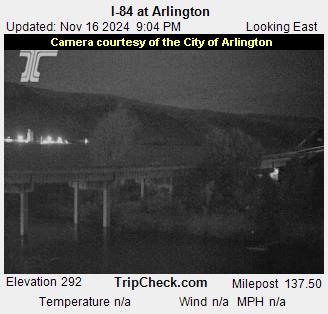 I-84 at Arlington
Updated: Nov 16 2024 9:04 PM Looking East
Camera courtesy of the City of Arlington
Elevation 292 TripCheck.com Milepost 137.50
Temperature n/a Wind n/a MPH n/a